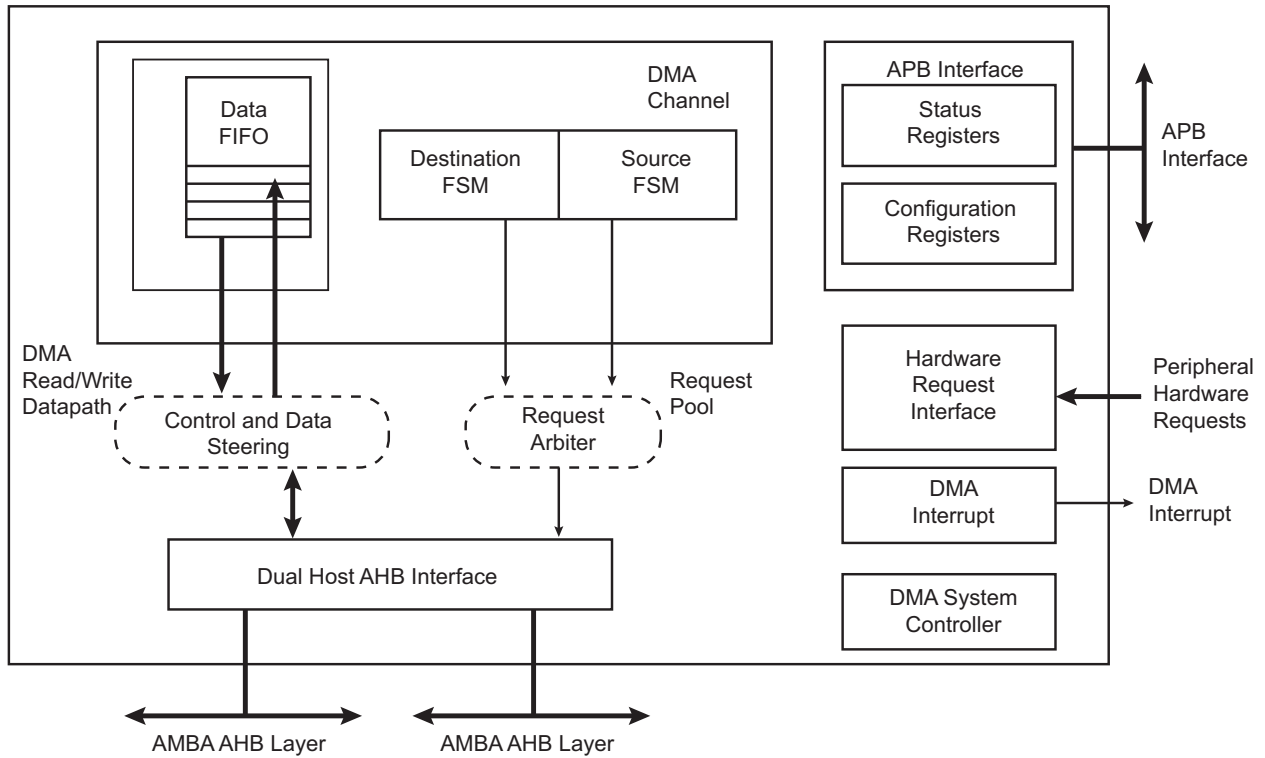 DMA
Channel
Data
FIFO
Destination
FSM
Source
FSM
APB Interface
Status
Registers
Configuration
Registers
APB
Interface
DMA
Read/Write
Datapath
Control and Data
Steering
Request
Arbiter
Request
Pool
Hardware
Request
Interface
Peripheral
Hardware
Requests
DMA
Interrupt
DMA
Interrupt
Dual Host AHB Interface
DMA System
Controller
AMBA AHB Layer
AMBA AHB Layer